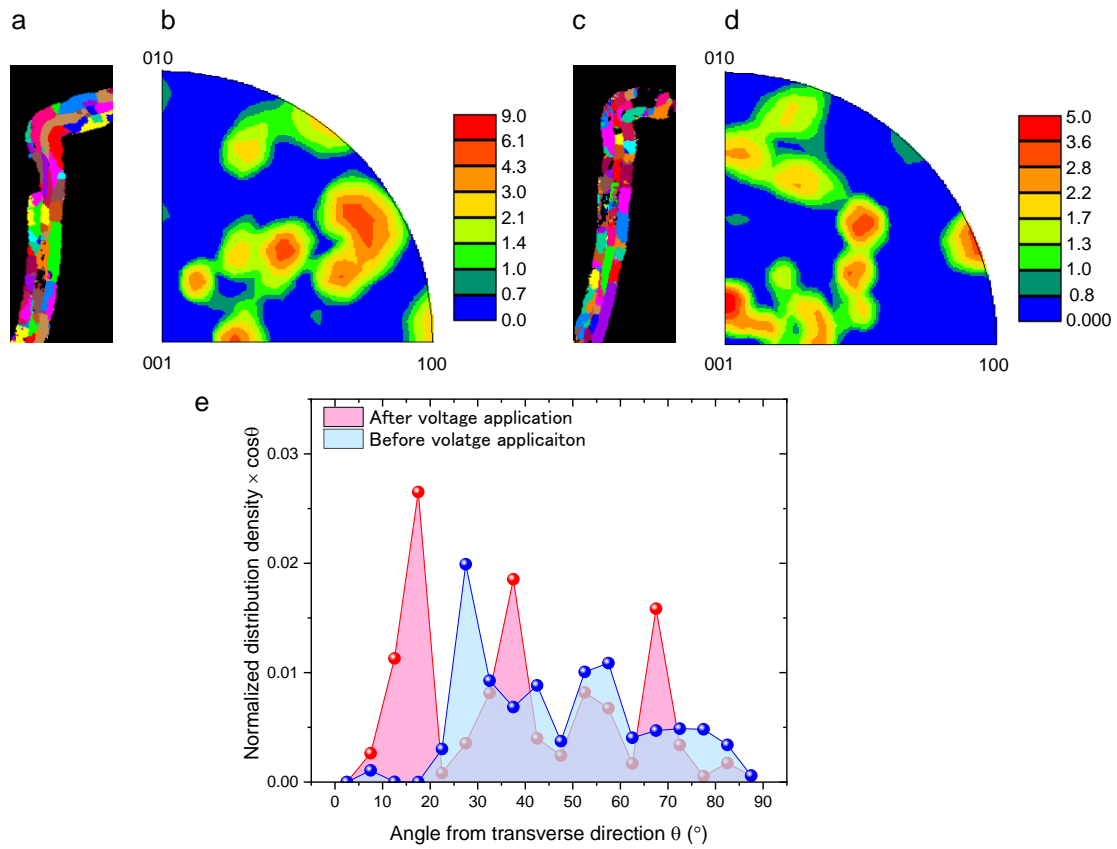 a
b
c
d
010
9.0
6.1
4.3
3.0
2.1
1.4
1.0
0.7
0.0
001
100
010
5.0
3.6
2.8
2.2
1.7
1.3
1.0
0.8
0.000
001
100
e
After voltage application
Before volatge applicaiton
Normalized distribution density × cosθ
0.03
0.02
0.01
0.00
0 10 20 30 40 50 60 70 80 90
Angle from transverse direction θ (°)